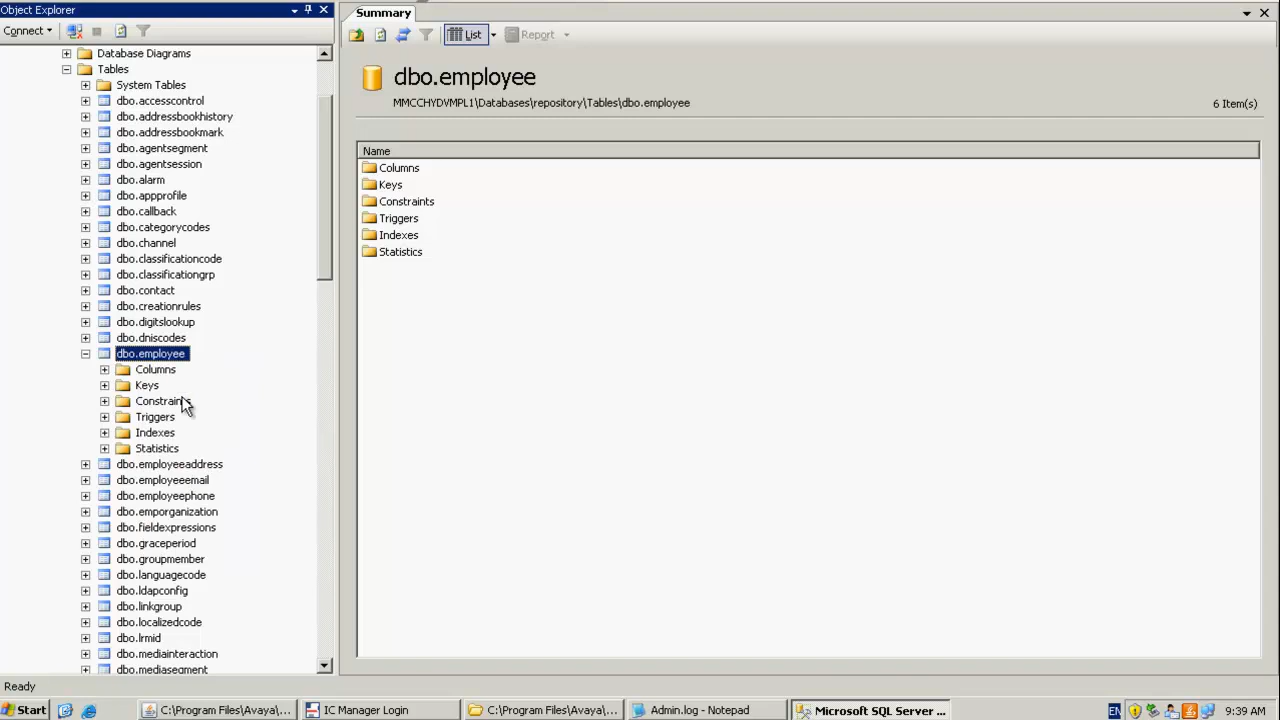 Object Explorer
Connect
Database Diagrams
Tables
System Tables
dbo.accesscontrol
dbo.addressbookhistory
dbo.addressbookmark
dbo.agentsegment
dbo.agentsession
dbo.alarm
dbo.appprofile
dbo.callback
dbo.categorycodes
dbo.channel
dbo.classificationcode
dbo.classificationgrp
dbo.contact
dbo.creationrules
dbo.digitslookup
dbo.dniscodes
dbo.employee
Columns
Keys
Constraints
Triggers
Indexes
Statistics
dbo.employeeaddress
dbo.employeeemail
dbo.employeephone
dbo.emporganization
dbo.fieldexpressions
dbo.graceperiod
dbo.groupmember
dbo.languagecode
dbo.ldapconfig
dbo.linkgroup
dbo.localizedcode
dbo.lrmid
dbo.mediainteraction
dbo.mediasegment
Summary
List
Report
dbo.employee
MMCCHYDVMPL1\Databases\repository\Tables\dbo.employee
6 Item(s)
Name
Columns
Keys
Constraints
Triggers
Indexes
Statistics
Ready
Start
C:\Program Files\Avaya\...
IC Manager Login
C:\Program Files\Avaya\...
Admin.log - Notepad
Microsoft SQL Server ...
EN
9:39 AM